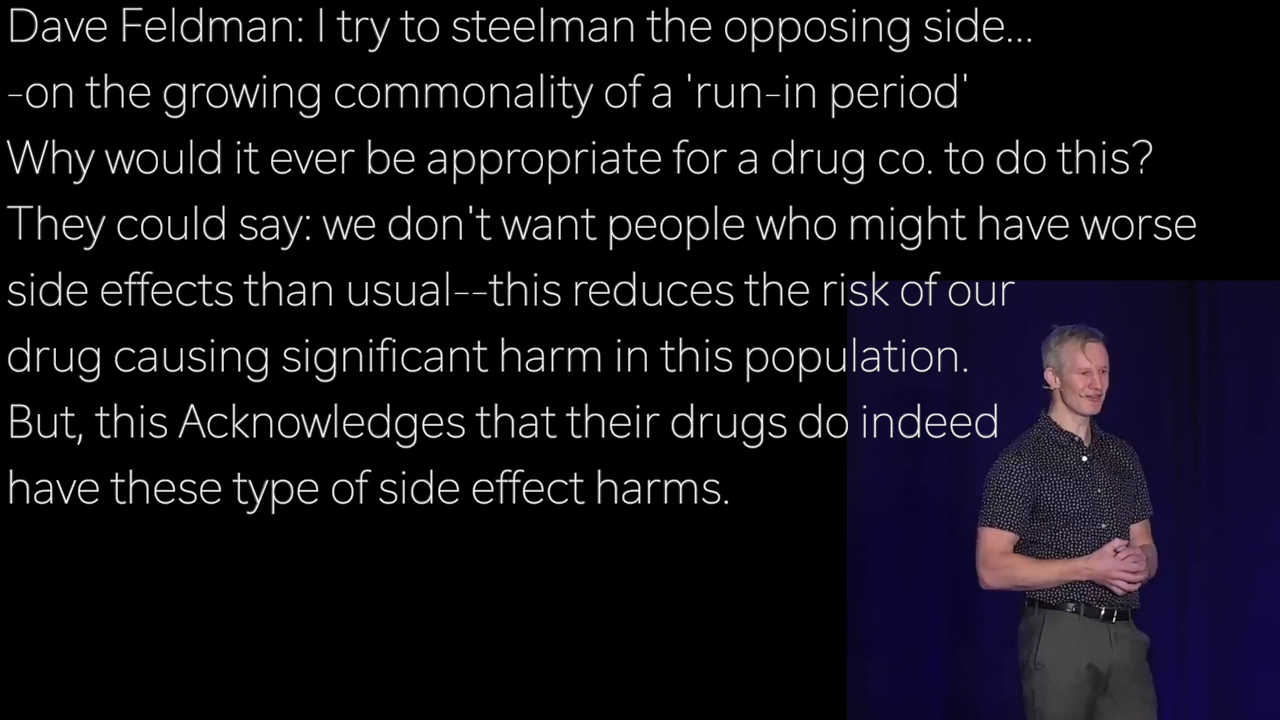 Dave Feldman: I try to steelman the opposing side...
-on the growing commonality of a 'run-in period'
Why would it ever be appropriate for a drug co. to do this?
They could say: we don't want people who might have worse
side effects than usual--this reduces the risk of our
drug causing significant harm in this population.
But, this Acknowledges that their drugs do indeed
have these type of side effect harms.